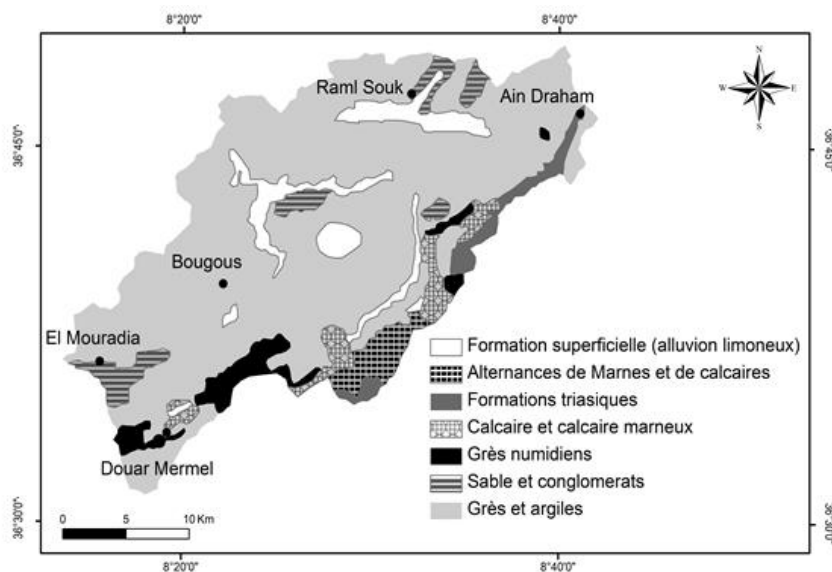 8°20'0" 8°40'0"
N
W E
S
Raml Souk
Ain Draham
36°45'0" 36°45'0"
Bougous
El Mouradia
Formation superficielle (alluvion limoneux)
Alternances de Marnes et de calcaires
Formations triasiques
Calcaire et calcaire marneux
Grès numidiens
Sable et conglomerats
Grès et argiles
Douar Mermel
0 5 10 Km
36°30'0" 36°30'0"
8°20'0" 8°40'0"